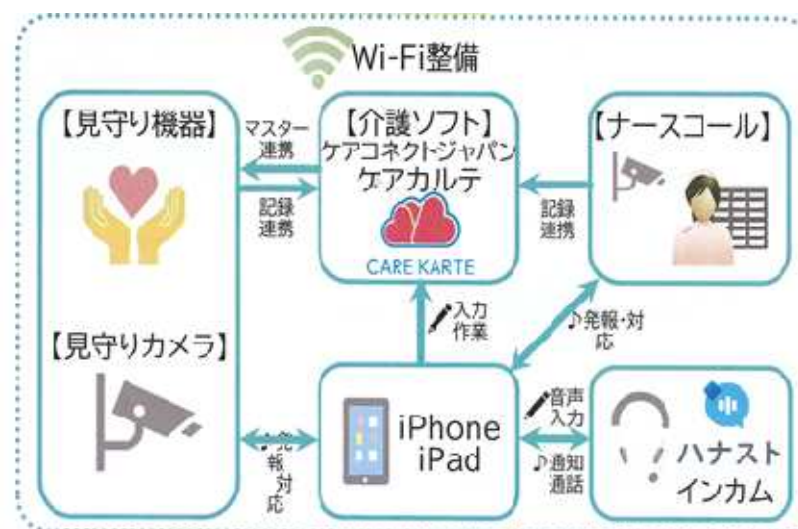 Wi-Fi整備
【見守り機器】
マスター
連携
記録
連携
【介護ソフト】
ケアコネクトジャパン
ケアカルテ
CARE KARTE
【ナースコール】
記録
連携
入力
作業
♪発報・対
応
【見守りカメラ】
♪発
報対
応
iPhone
iPad
音声
入力
♪通知
通話
ハナスト
インカム